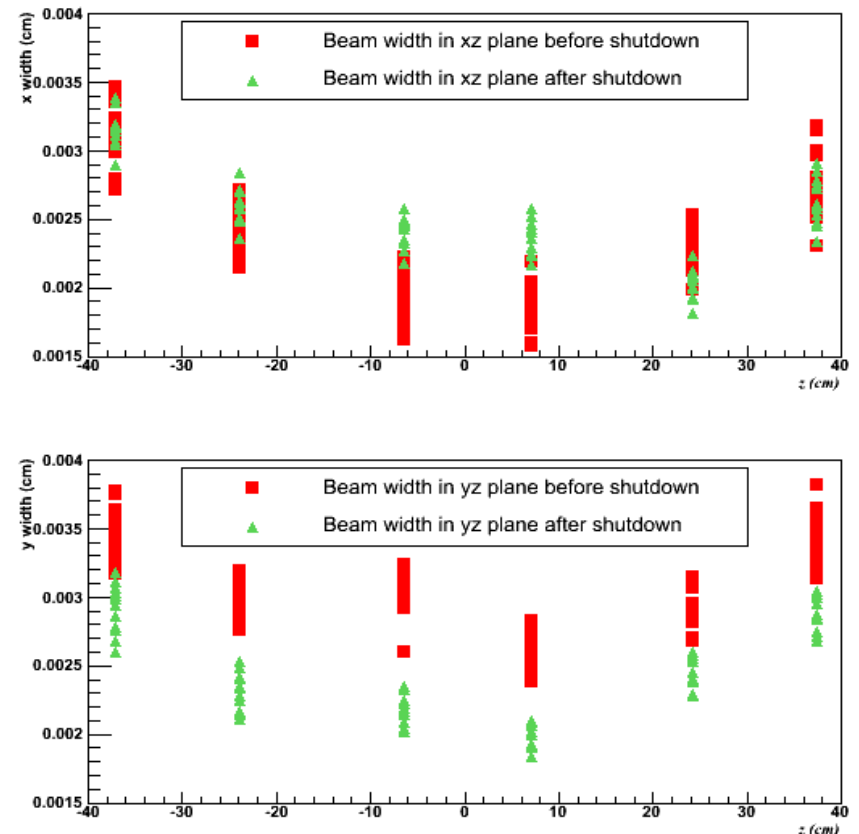 0.004
x width (cm)
Beam width in xz plane before shutdown
Beam width in xz plane after shutdown
0.0035
0.003
0.0025
0.002
0.0015
-40 -30 -20 -10 0 10 20 30 40
z (cm)
0.004
y width (cm)
Beam width in yz plane before shutdown
Beam width in yz plane after shutdown
0.0035
0.003
0.0025
0.002
0.0015
-40 -30 -20 -10 0 10 20 30 40
z (cm)